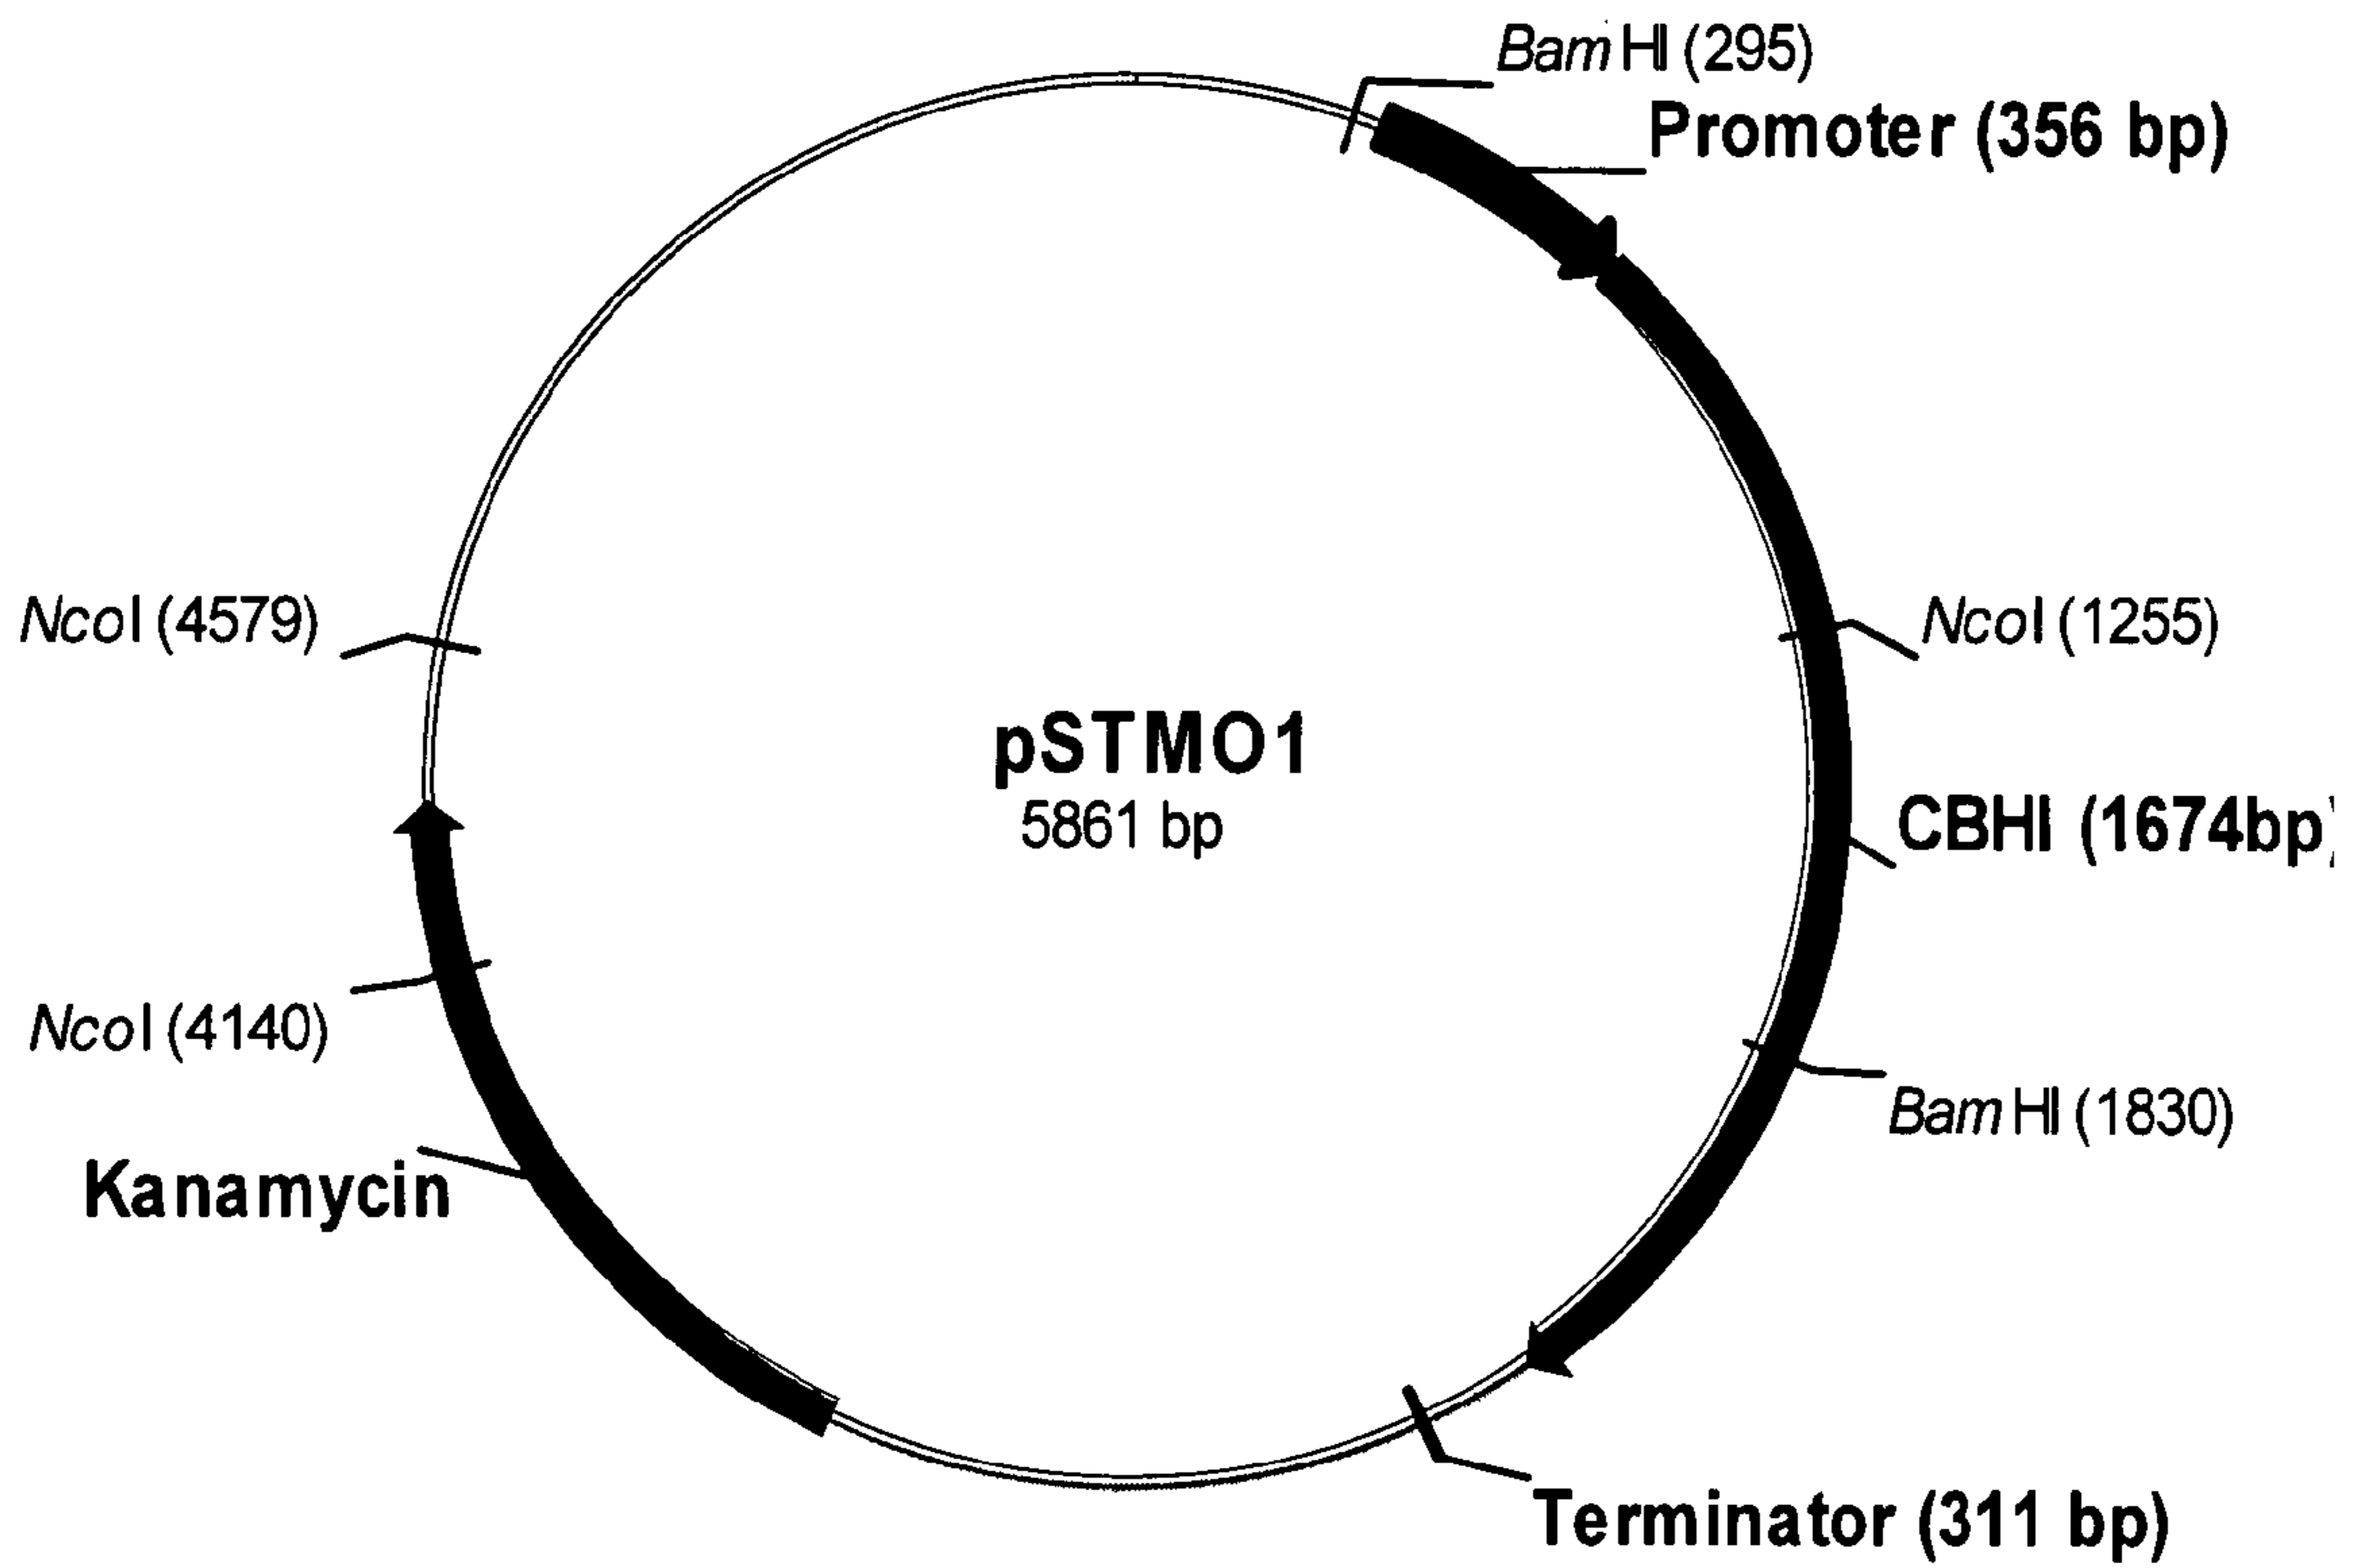 BamHI (295)
Promoter (356 bp)
NcoI (4579)
NcoI (1255)
pSTMO1
5861 bp
CBHI (1674bp)
NcoI (4140)
BamHI (1830)
Kanamycin
Terminator (311 bp)